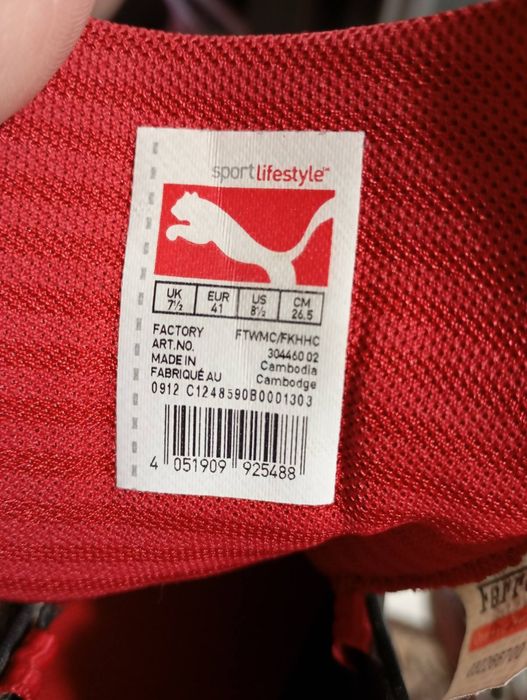 sportlifestyle™
UK EUR US CM
7½ 41 8½ 26.5
FACTORY FTWMC/FKHHC
ART.NO. 304460 02
MADE IN Cambodia
FABRIQUÉ AU Cambodge
0912 C1248590B0001303
4 051909 925488